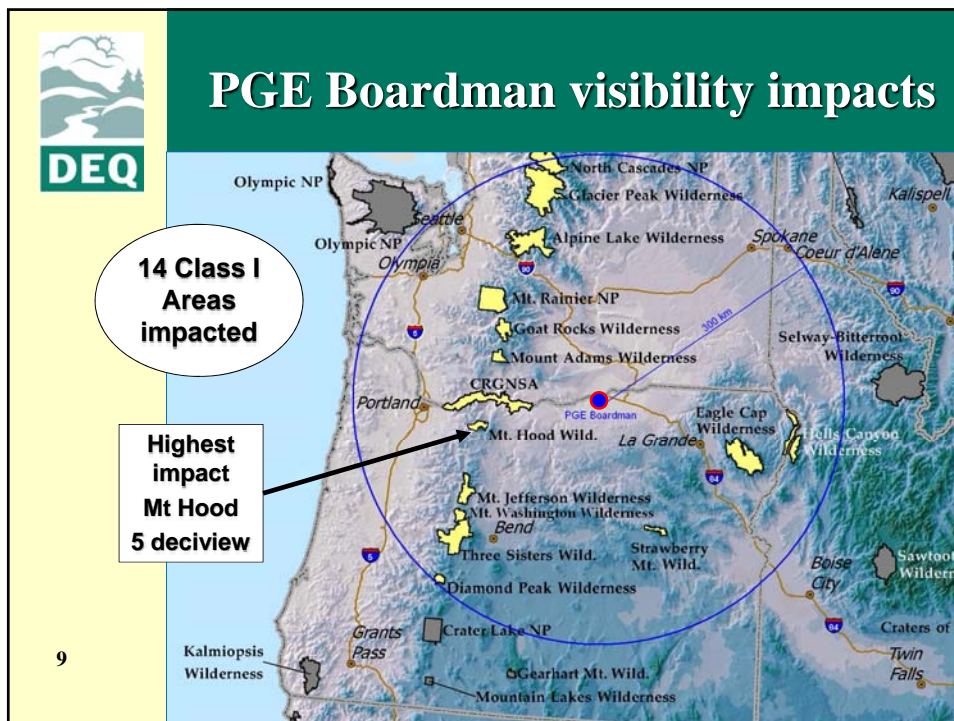 DEQ
PGE Boardman visibility impacts
14 Class I
Areas
impacted
Highest
impact
Mt Hood
5 deciview
9
Olympic NP
Seattle
Olympic NP
Olympia
North Cascades NP
Glacier Peak Wilderness
Alpine Lake Wilderness
90
Spokane
Coeur d'Alene
Kalispell
90
Mt. Rainier NP
5
Goat Rocks Wilderness
Mount Adams Wilderness
300 km
Selway-Bitterroot
Wilderness
CRGNSA
Portland
PGE Boardman
Mt. Hood Wild.
La Grande
Eagle Cap
Wilderness
Hells Canyon
Wilderness
84
Mt. Jefferson Wilderness
Mt. Washington Wilderness
Bend
Three Sisters Wild.
Strawberry
Mt. Wild.
5
Diamond Peak Wilderness
Boise
City
Sawtoot
Wildern
84
Craters of
Twin
Falls
Crater Lake NP
Grants
Pass
Kalmiopsis
Wilderness
Gearhart Mt. Wild.
Mountain Lakes Wilderness